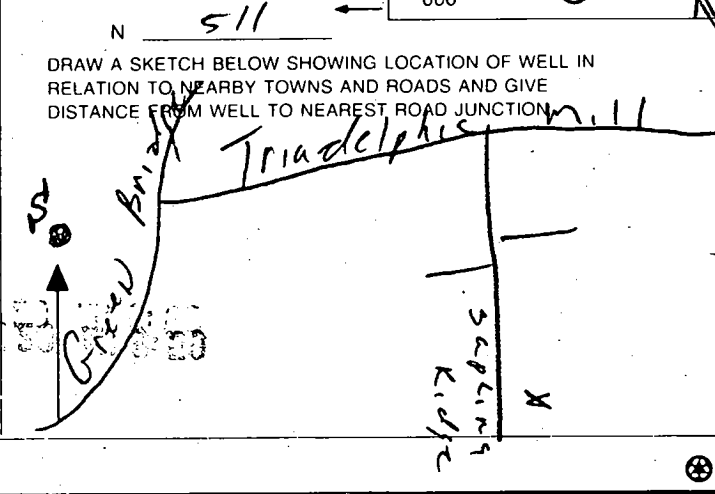 N 511
DRAW A SKETCH BELOW SHOWING LOCATION OF WELL IN
RELATION TO NEARBY TOWNS AND ROADS AND GIVE
DISTANCE FROM WELL TO NEAREST ROAD JUNCTION
Triadelphia Mill
Green Bridge
S
Sapling
Ridge
X